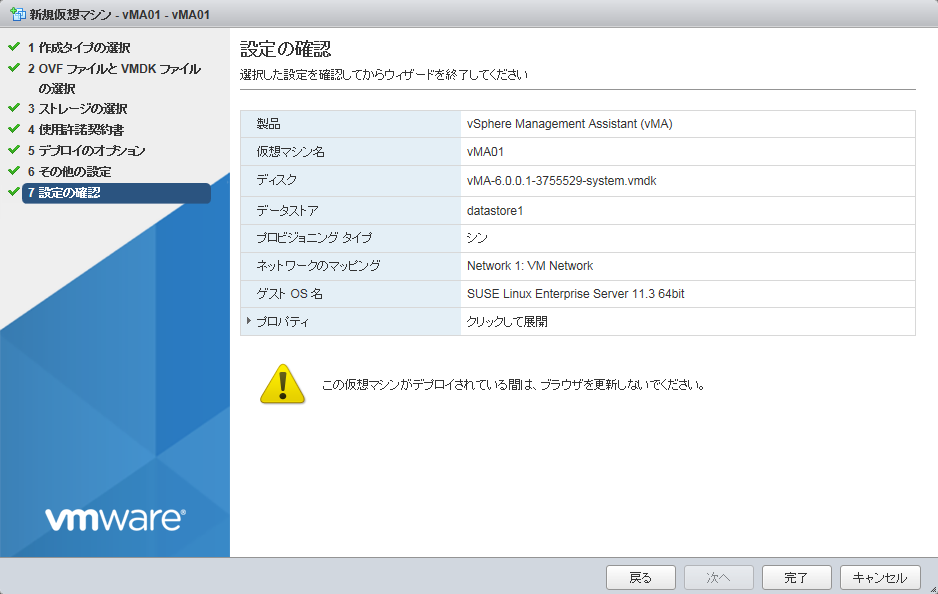 新規仮想マシン - vMA01 - vMA01
1 作成タイプの選択
2 OVF ファイルと VMDK ファイル
の選択
3 ストレージの選択
4 使用許諾契約書
5 デプロイのオプション
6 その他の設定
7 設定の確認
vmware®
設定の確認
選択した設定を確認してからウィザードを終了してください
製品 vSphere Management Assistant (vMA)
仮想マシン名 vMA01
ディスク vMA-6.0.0.1-3755529-system.vmdk
データストア datastore1
プロビジョニング タイプ シン
ネットワークのマッピング Network 1: VM Network
ゲスト OS 名 SUSE Linux Enterprise Server 11.3 64bit
プロパティ クリックして展開
この仮想マシンがデプロイされている間は、ブラウザを更新しないでください。
戻る 次へ 完了 キャンセル